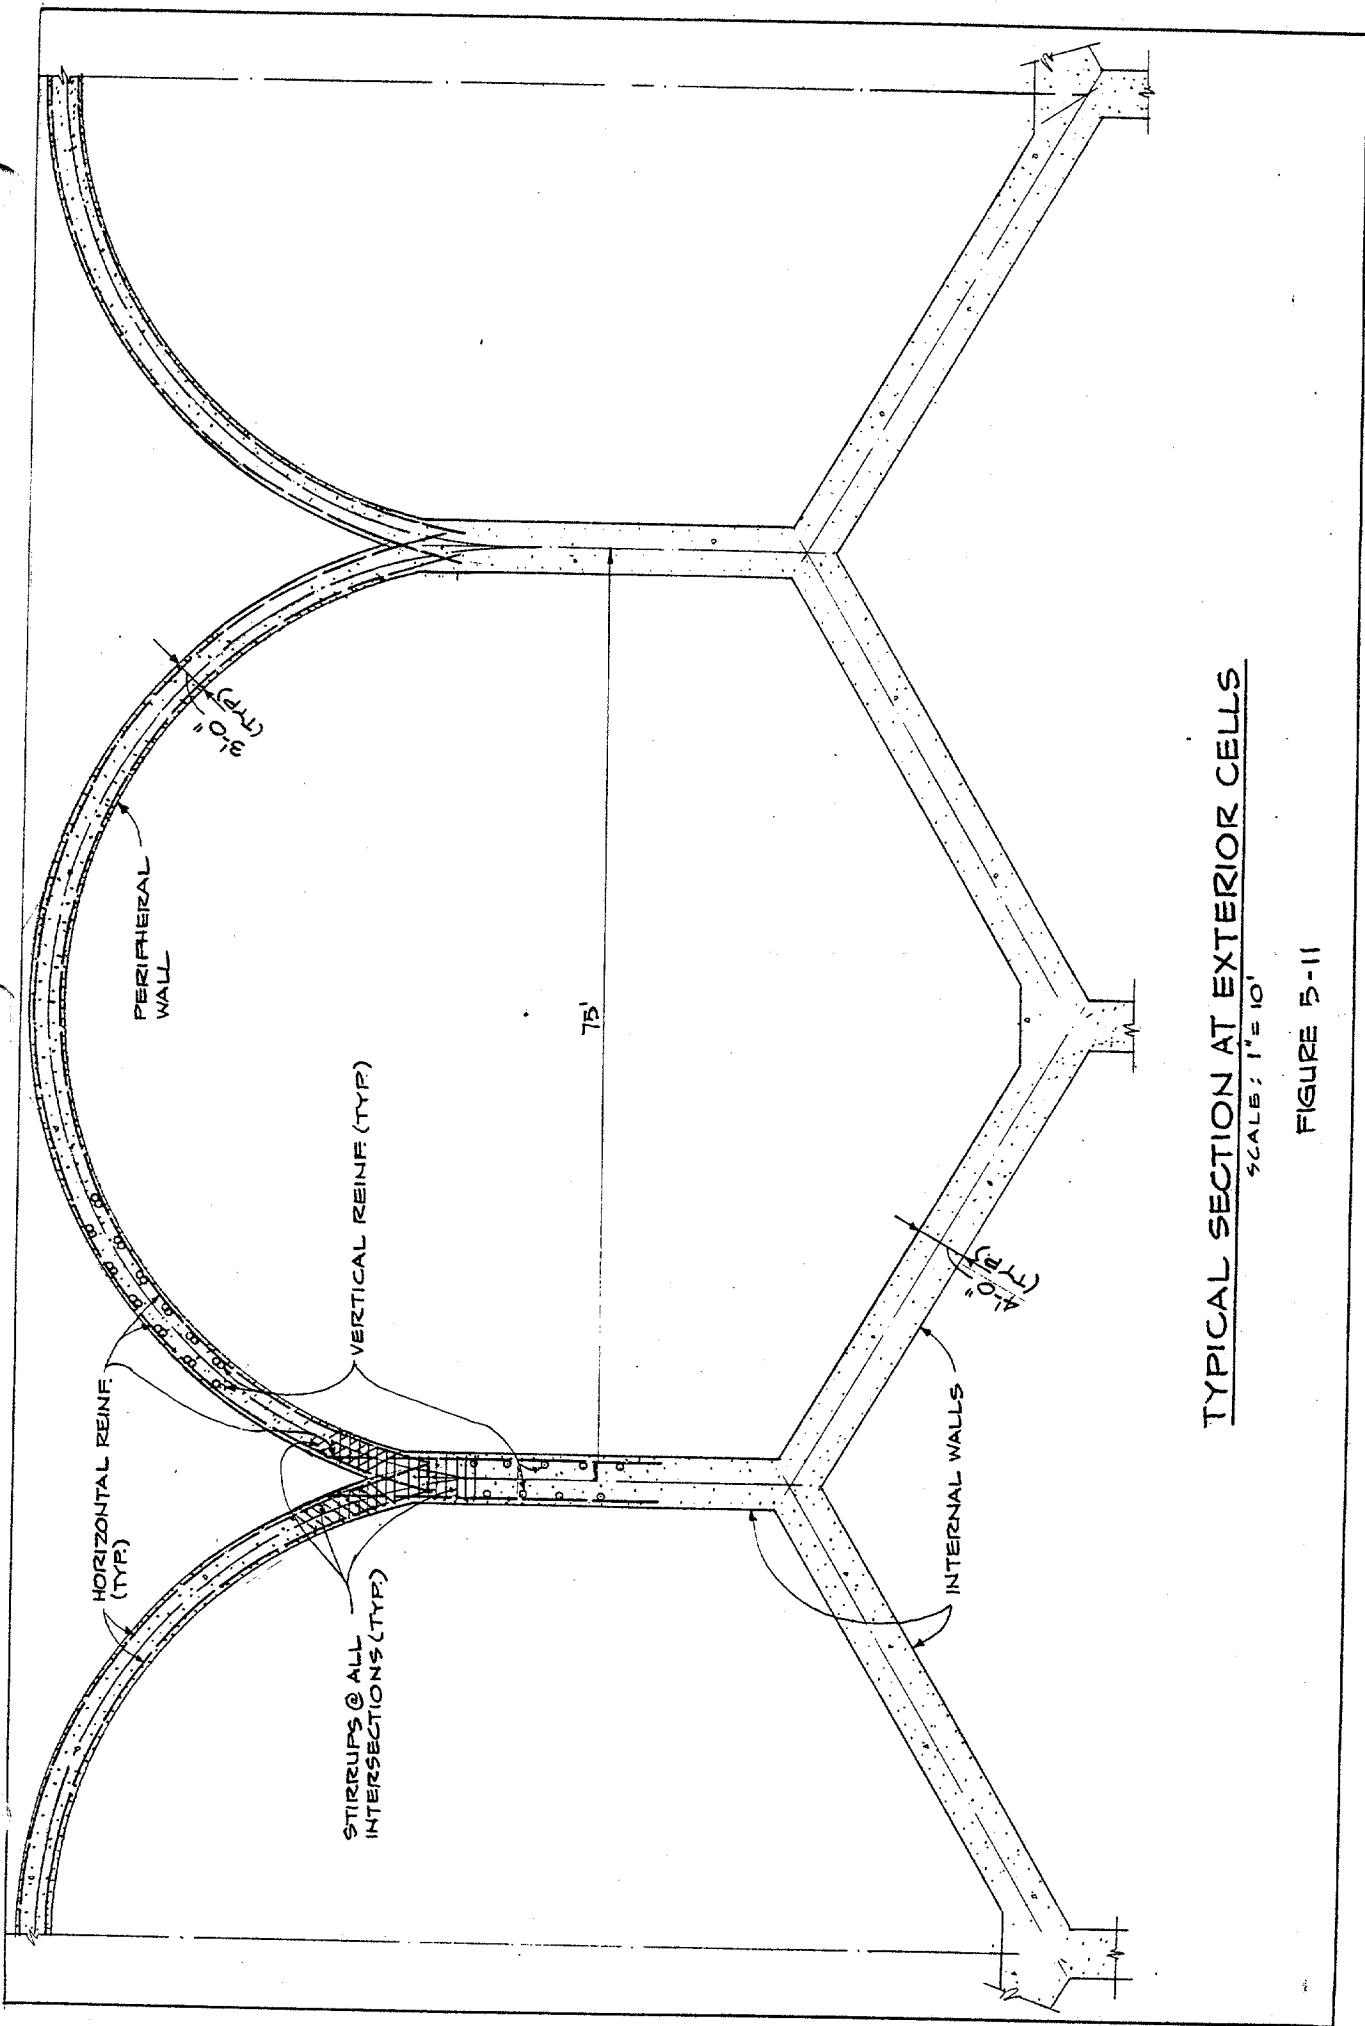 HORIZONTAL REINF.
(TYP.)
STIRRUPS @ ALL
INTERSECTIONS (TYP.)
VERTICAL REINF. (TYP.)
PERIPHERAL
WALL
3'-0"
(TYP.)
75'
4'-0"
(TYP.)
INTERNAL WALLS
TYPICAL SECTION AT EXTERIOR CELLS
SCALE: 1" = 10'
FIGURE 5-11